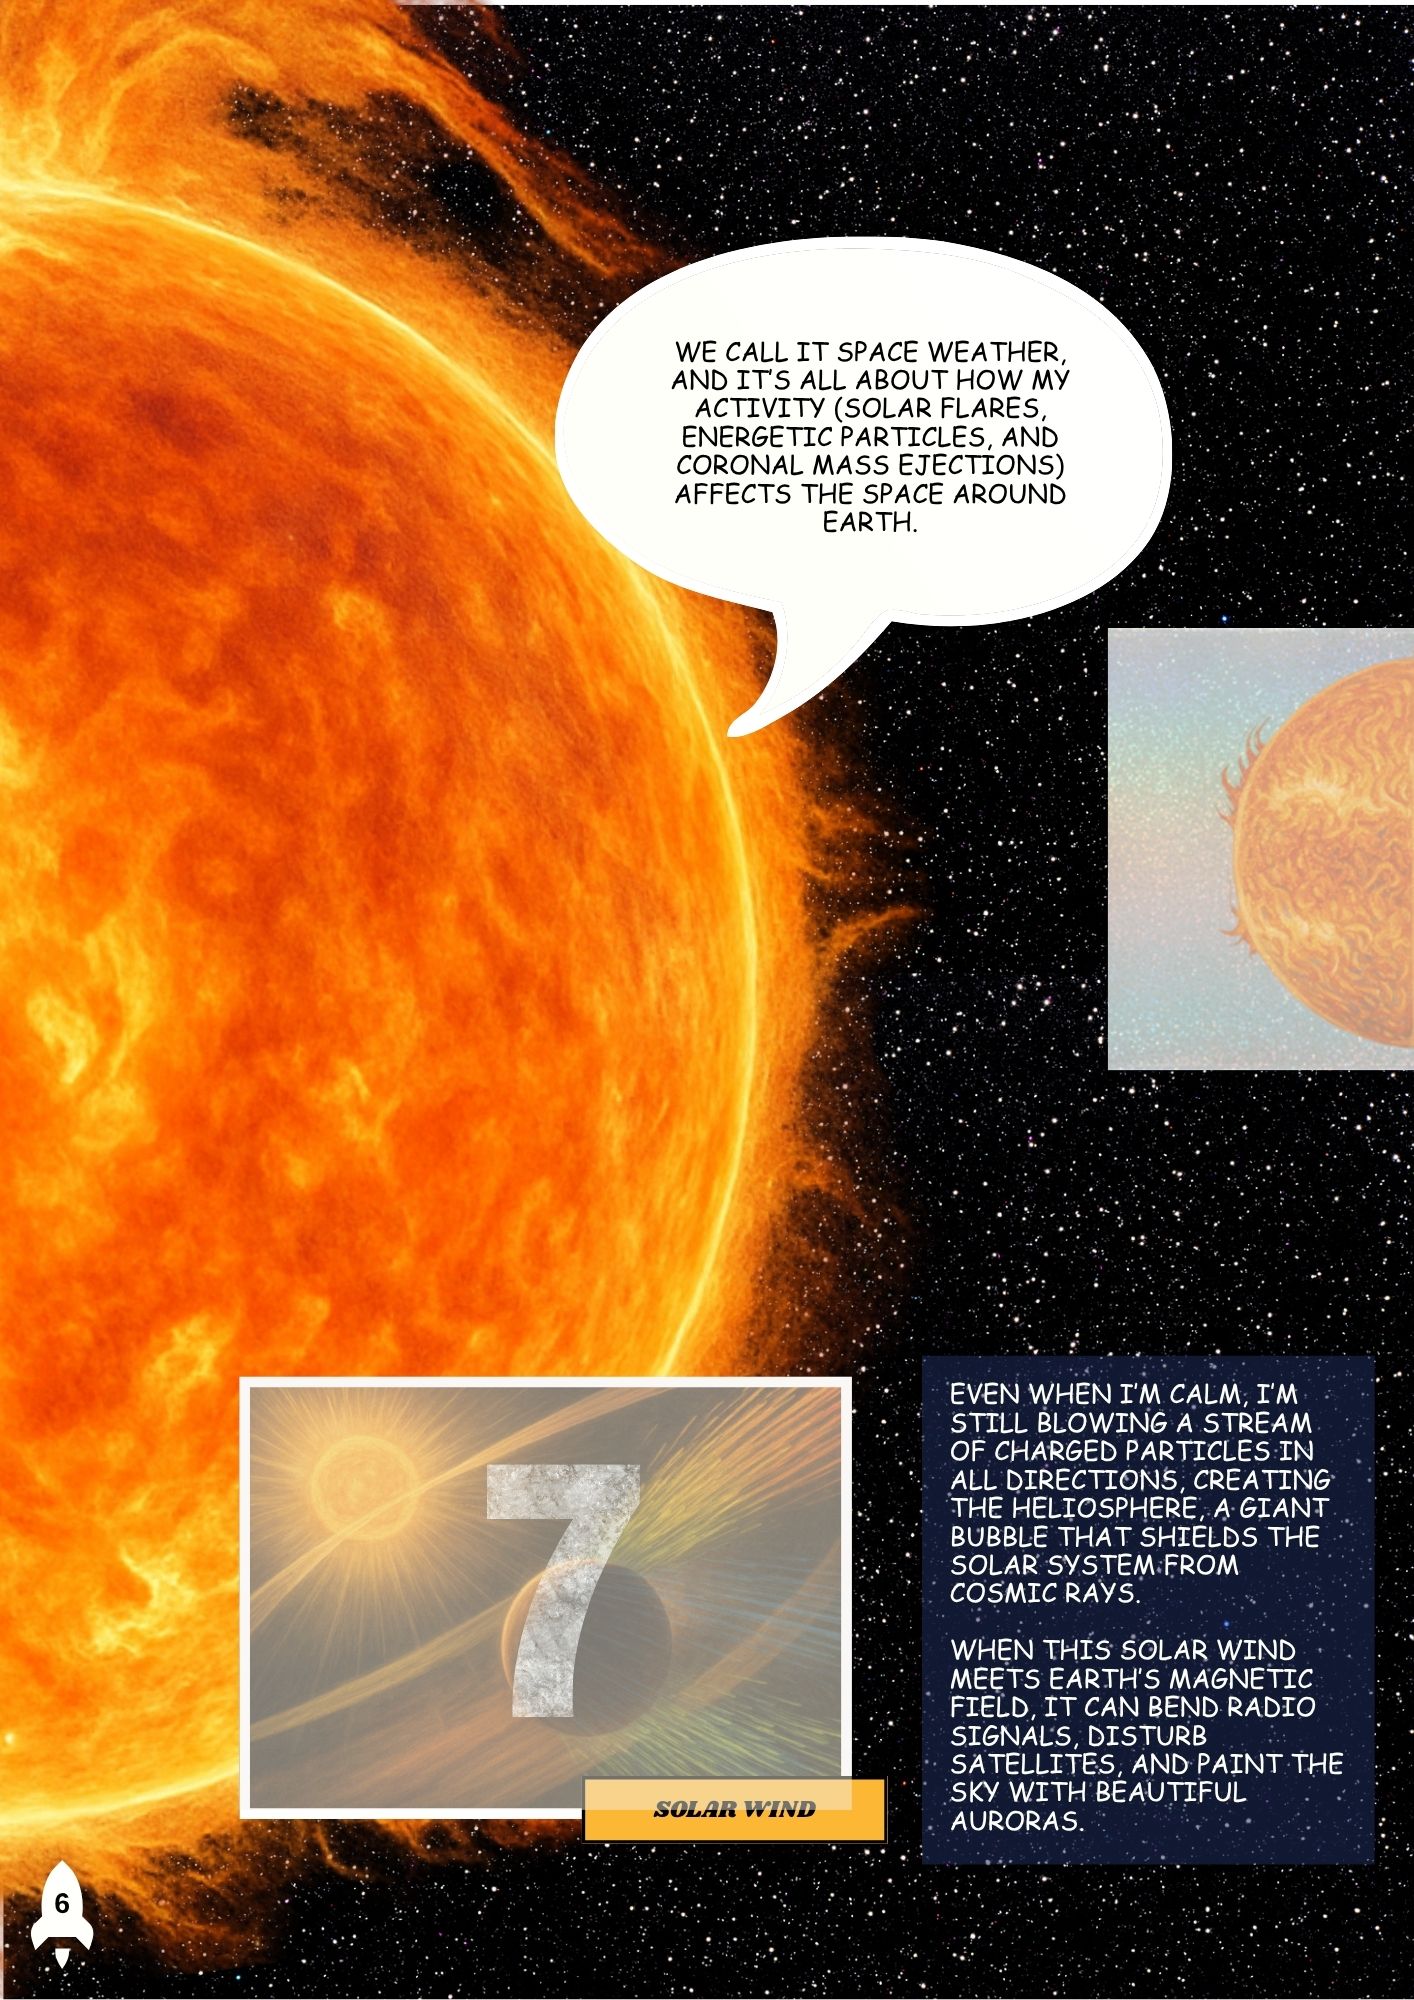 WE CALL IT SPACE WEATHER,
AND IT'S ALL ABOUT HOW MY
ACTIVITY (SOLAR FLARES,
ENERGETIC PARTICLES, AND
CORONAL MASS EJECTIONS)
AFFECTS THE SPACE AROUND
EARTH.
7
SOLAR WIND
EVEN WHEN I'M CALM, I'M
STILL BLOWING A STREAM
OF CHARGED PARTICLES IN
ALL DIRECTIONS, CREATING
THE HELIOSPHERE, A GIANT
BUBBLE THAT SHIELDS THE
SOLAR SYSTEM FROM
COSMIC RAYS.
WHEN THIS SOLAR WIND
MEETS EARTH'S MAGNETIC
FIELD, IT CAN BEND RADIO
SIGNALS, DISTURB
SATELLITES, AND PAINT THE
SKY WITH BEAUTIFUL
AURORAS.
6